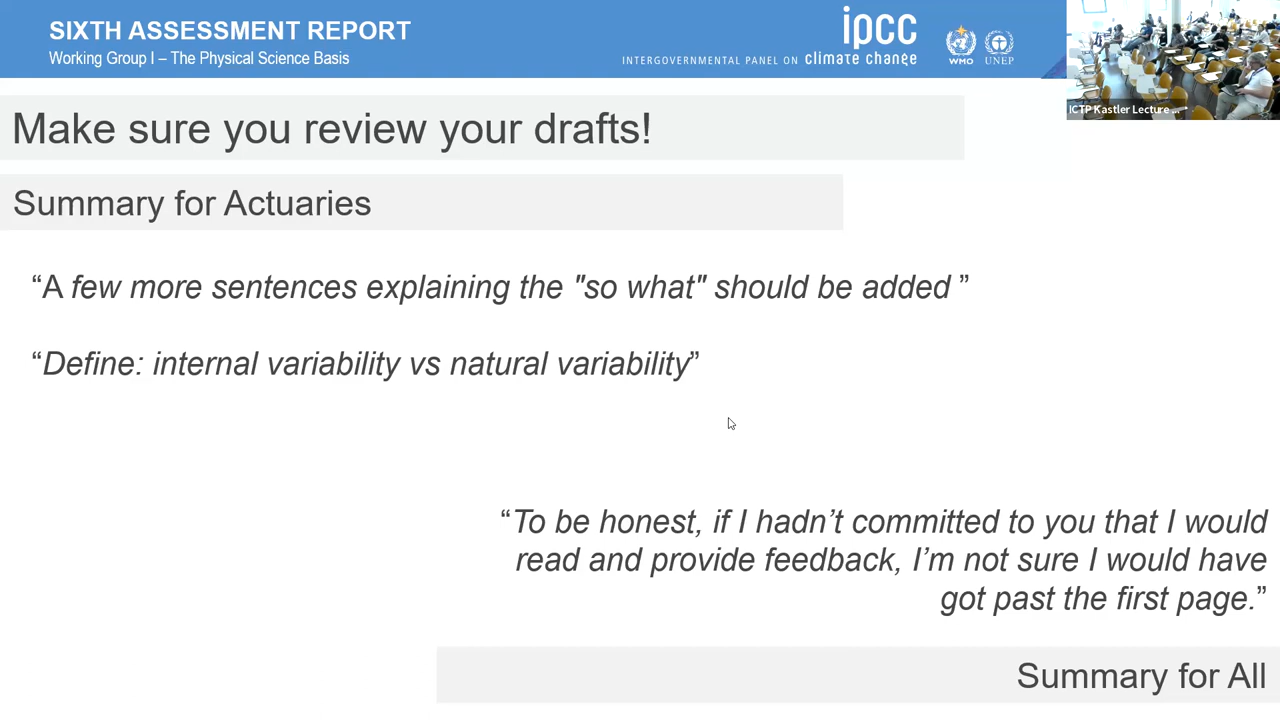 SIXTH ASSESSMENT REPORT
Working Group I – The Physical Science Basis
ipcc
INTERGOVERNMENTAL PANEL ON climate change
WMO
UNEP
ICTP Kastler Lecture ...
Make sure you review your drafts!
Summary for Actuaries
“A few more sentences explaining the "so what" should be added ”
“Define: internal variability vs natural variability”
“To be honest, if I hadn’t committed to you that I would
read and provide feedback, I’m not sure I would have
got past the first page.”
Summary for All